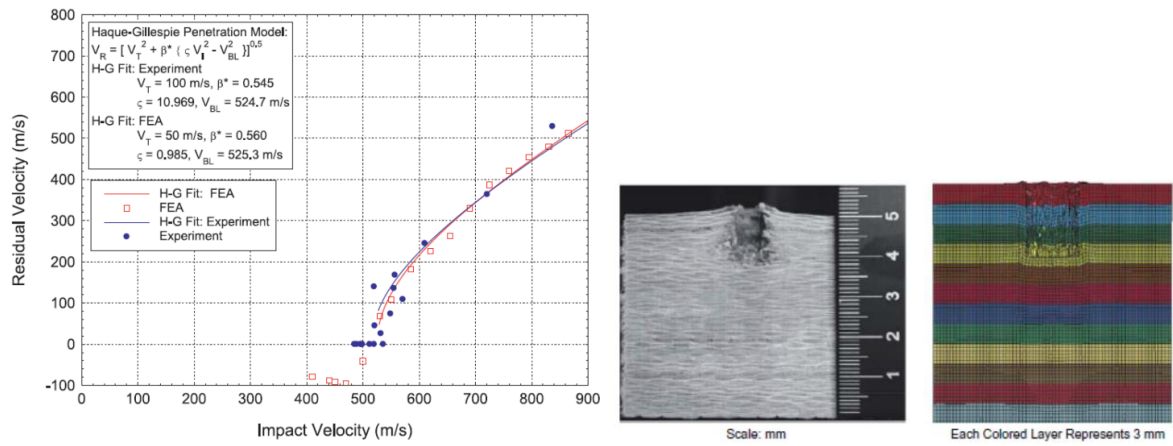 Haque-Gillespie Penetration Model:
V_R = [ V_T^2 + β* { ς V_I^2 - V_BL^2 }]^0,5
H-G Fit: Experiment
V_T = 100 m/s, β* = 0.545
ς = 10.969, V_BL = 524.7 m/s
H-G Fit: FEA
V_T = 50 m/s, β* = 0.560
ς = 0.985, V_BL = 525.3 m/s
H-G Fit: FEA
FEA
H-G Fit: Experiment
Experiment
Residual Velocity (m/s)
800
700
600
500
400
300
200
100
0
-100
0 100 200 300 400 500 600 700 800 900
Impact Velocity (m/s)
5
4
3
2
1
Scale: mm
Each Colored Layer Represents 3 mm